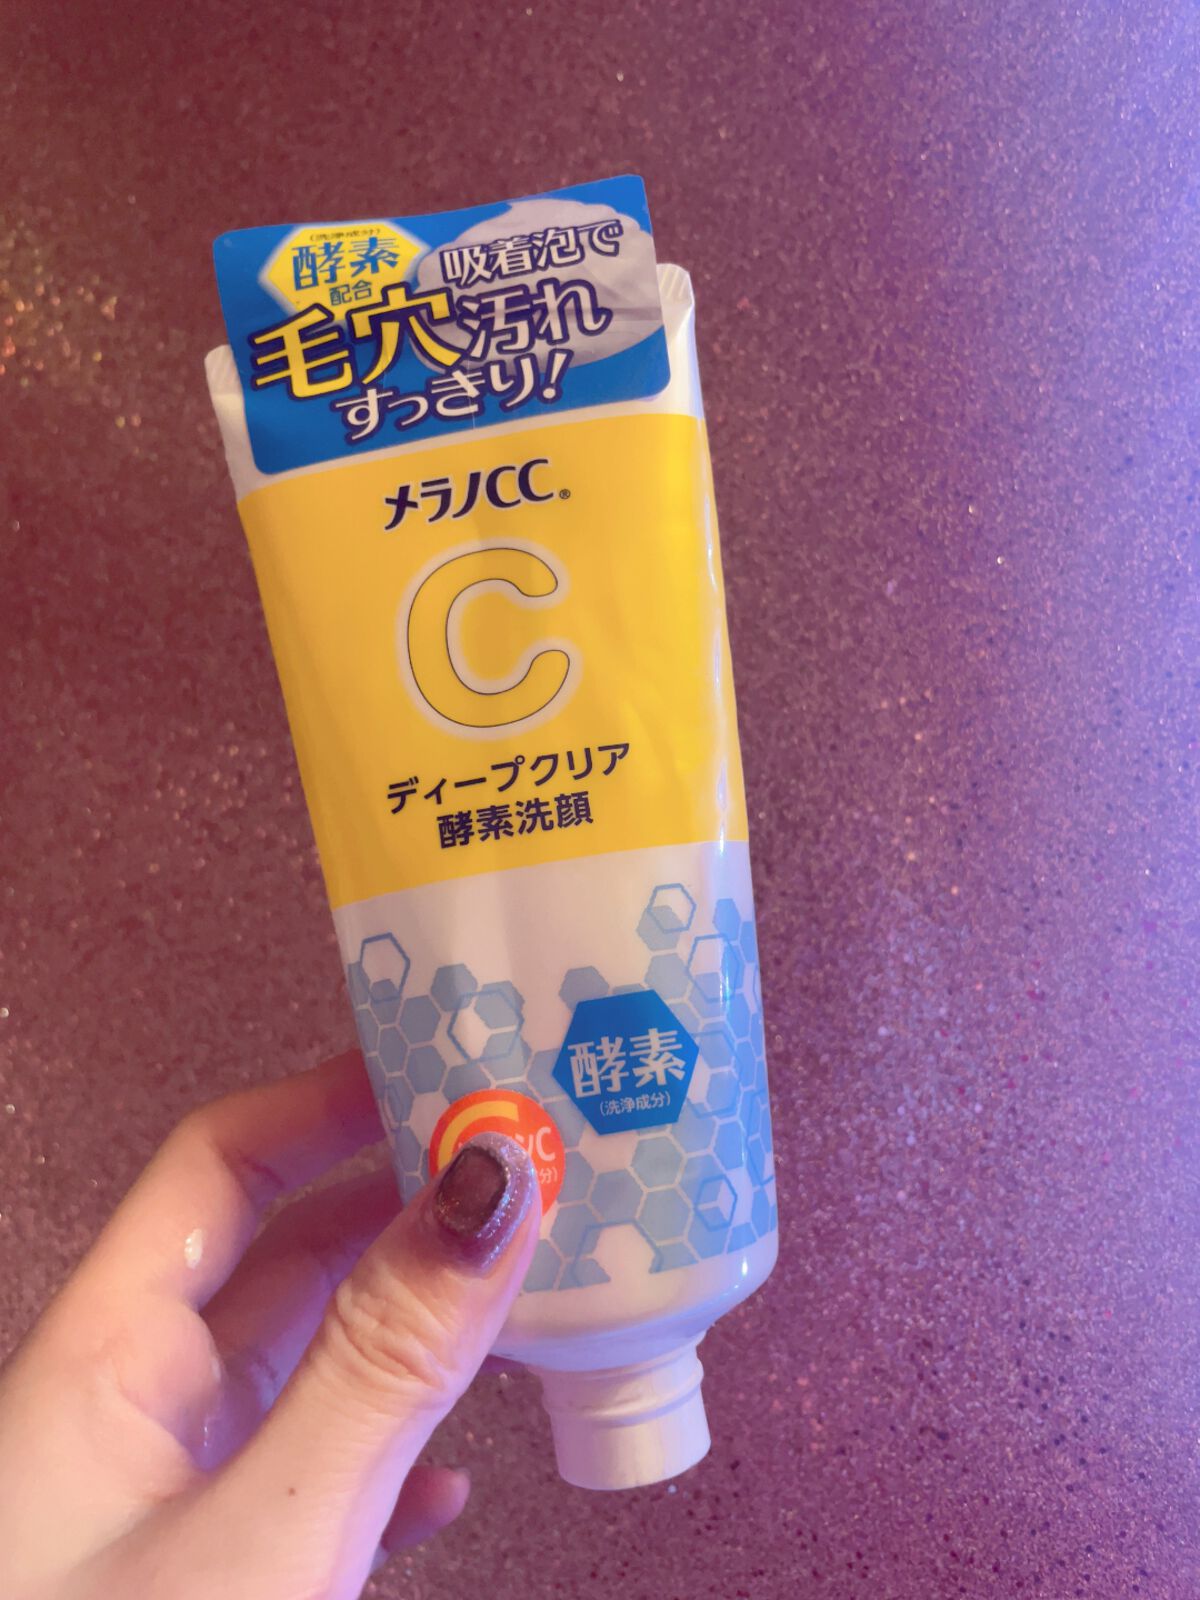 (洗浄成分)
酵素
配合
吸着泡で
毛穴汚れ
すっきり!
メラノCC®
C
ディープクリア
酵素洗顔
酵素
(洗浄成分)